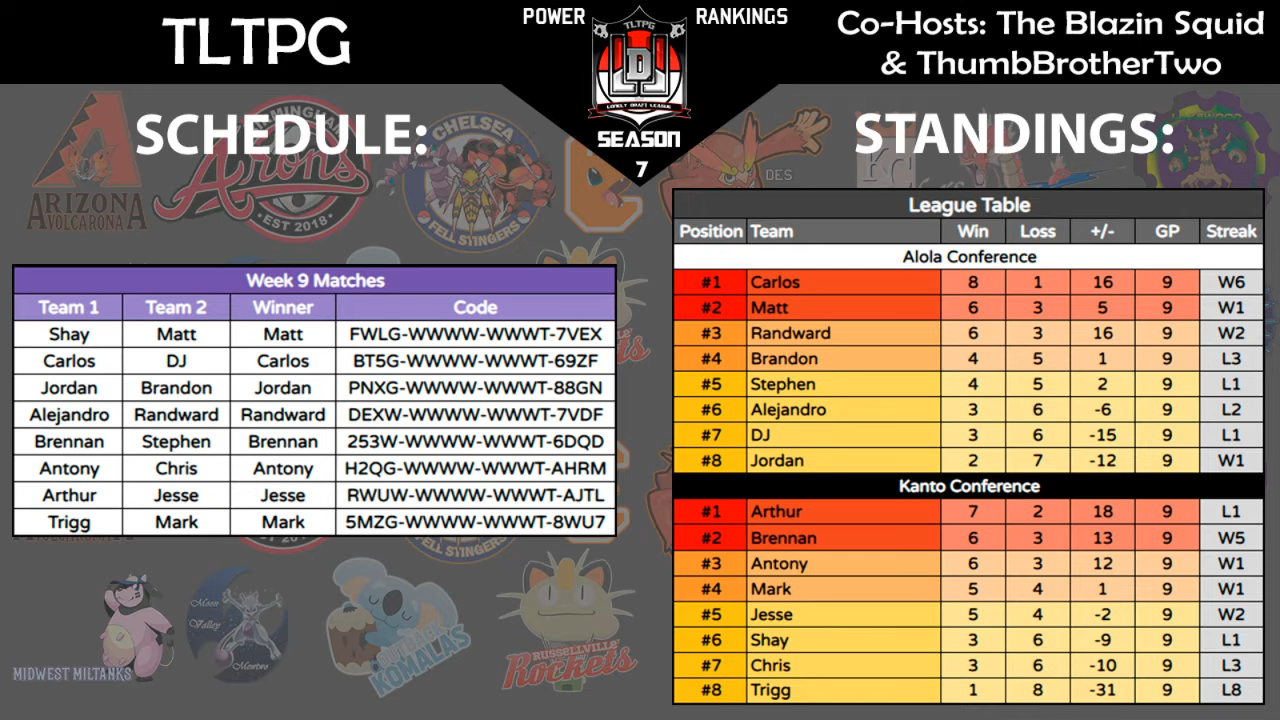 TLTPG
POWER RANKINGS
Co-Hosts: The Blazin Squid
& ThumbBrotherTwo
TLTPG
LDL
LONELY DRAFT LEAGUE
SEASON
7
SCHEDULE:
STANDINGS:
ARIZONA
VOLCARONA
BIRMINGHAM
Arons
EST 2018
CHELSEA
FELL STINGERS
DES
Week 9 Matches
Team 1 Team 2 Winner Code
Shay Matt Matt FWLG-WWWW-WWWT-7VEX
Carlos DJ Carlos BT5G-WWWW-WWWT-69ZF
Jordan Brandon Jordan PNXG-WWWW-WWWT-88GN
Alejandro Randward Randward DEXW-WWWW-WWWT-7VDF
Brennan Stephen Brennan 253W-WWWW-WWWT-6DQD
Antony Chris Antony H2QG-WWWW-WWWT-AHRM
Arthur Jesse Jesse RWUW-WWWW-WWWT-AJTL
Trigg Mark Mark 5MZG-WWWW-WWWT-8WU7
League Table
Position Team Win Loss +/- GP Streak
Alola Conference
#1 Carlos 8 1 16 9 W6
#2 Matt 6 3 5 9 W1
#3 Randward 6 3 16 9 W2
#4 Brandon 4 5 1 9 L3
#5 Stephen 4 5 2 9 L1
#6 Alejandro 3 6 -6 9 L2
#7 DJ 3 6 -15 9 L1
#8 Jordan 2 7 -12 9 W1
Kanto Conference
#1 Arthur 7 2 18 9 L1
#2 Brennan 6 3 13 9 W5
#3 Antony 6 3 12 9 W1
#4 Mark 5 4 1 9 W1
#5 Jesse 5 4 -2 9 W2
#6 Shay 3 6 -9 9 L1
#7 Chris 3 6 -10 9 L3
#8 Trigg 1 8 -31 9 L8
MIDWEST MILTANKS
Moon
Valley
Mewtwo
KOMALAS
RUSSELLVILLE
Rockets